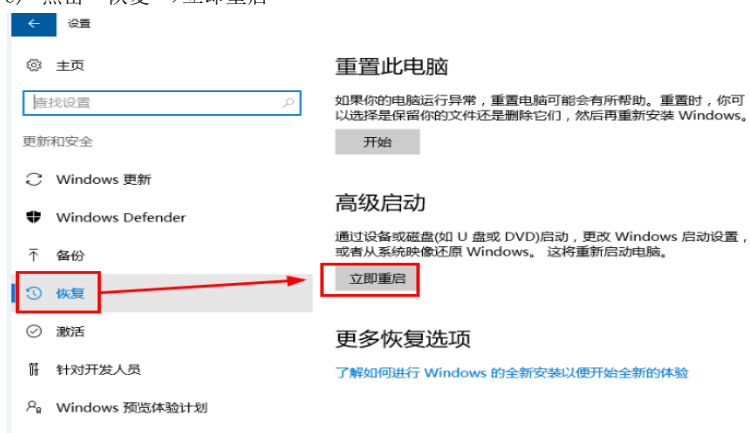 设置
主页
查找设置
更新和安全
Windows 更新
Windows Defender
备份
恢复
激活
针对开发人员
Windows 预览体验计划
重置此电脑
如果你的电脑运行异常，重置电脑可能会有所帮助。重置时，你可
以选择是保留你的文件还是删除它们，然后再重新安装 Windows。
开始
高级启动
通过设备或磁盘(如 U 盘或 DVD)启动，更改 Windows 启动设置，
或者从系统映像还原 Windows。 这将重新启动电脑。
立即重启
更多恢复选项
了解如何进行 Windows 的全新安装以便开始全新的体验